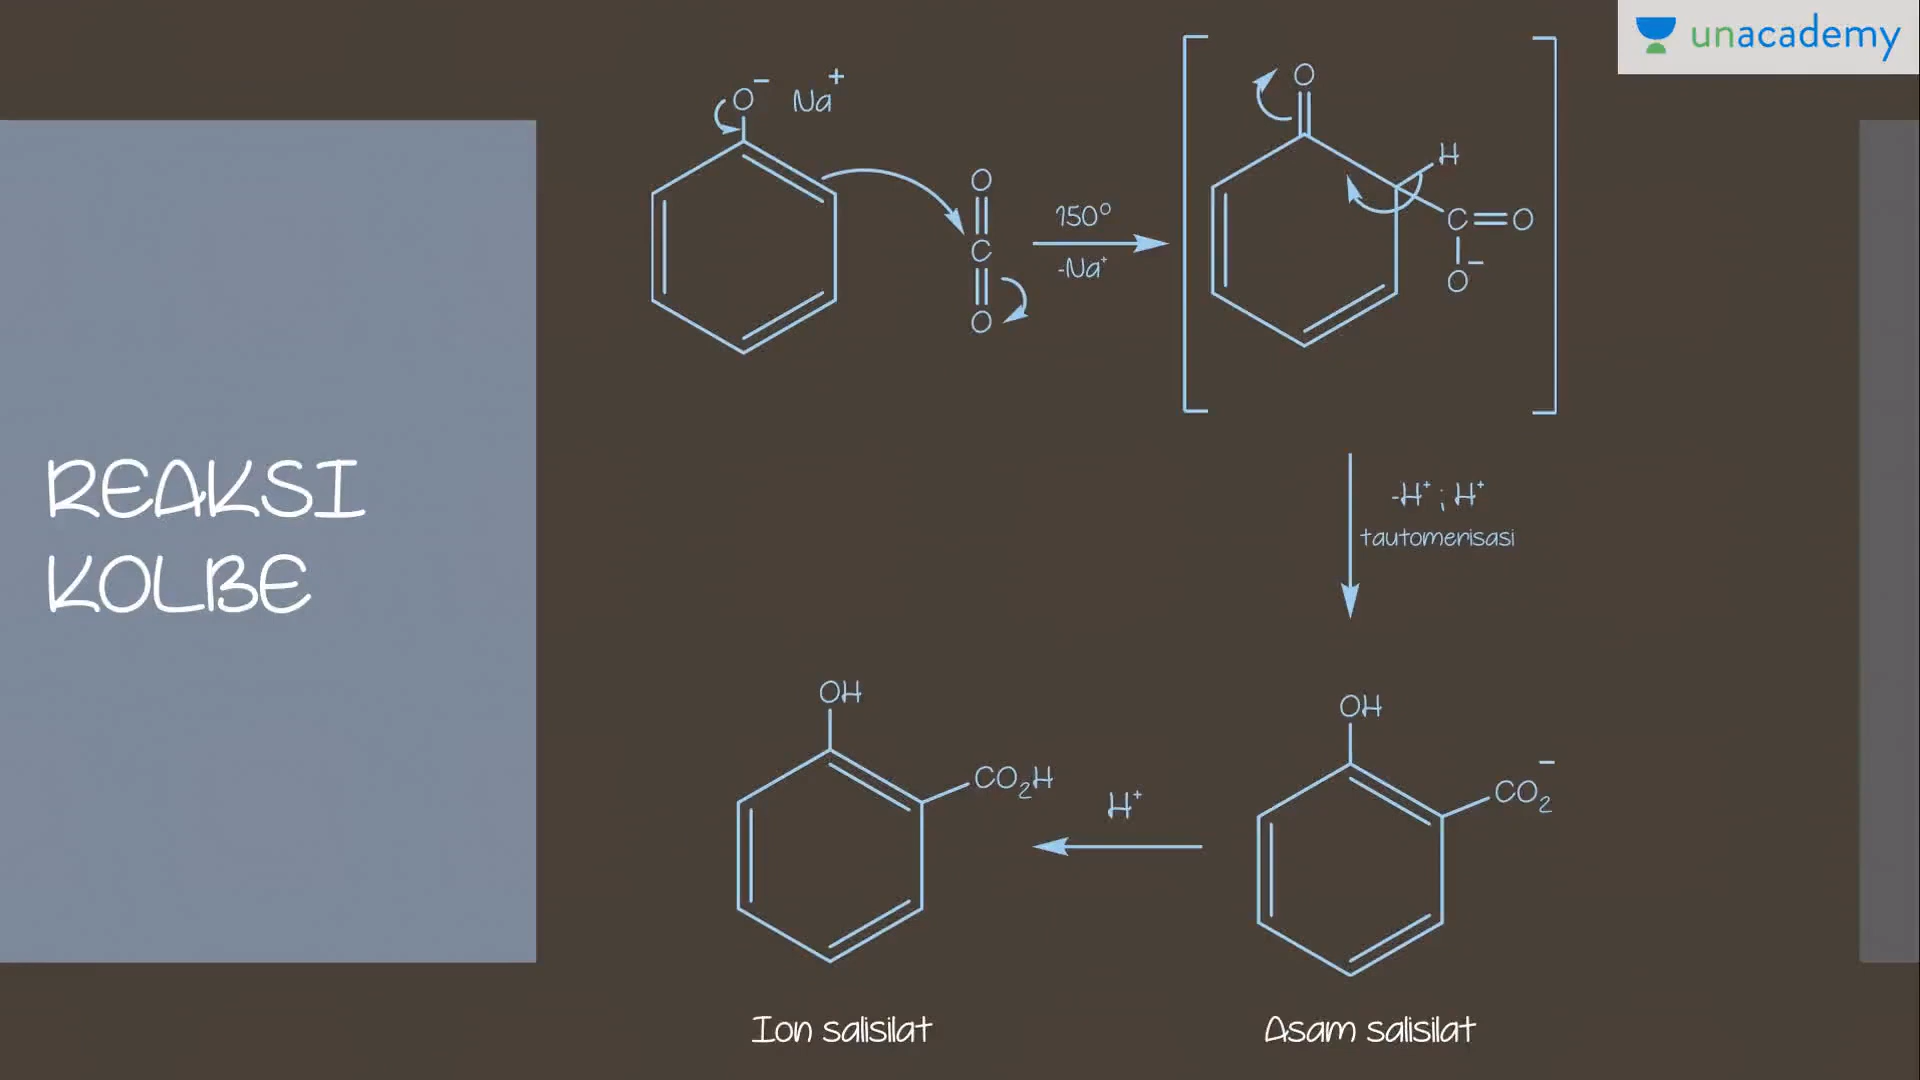 unacademy
REAKSI
KOLBE
O⁻ Na⁺
O
C
O
150°
-Na⁺
O
H
C=O
O⁻
-H⁺ ; H⁺
tautomerisasi
OH
CO₂H
H⁺
OH
CO₂⁻
Ion salisilat
Asam salisilat